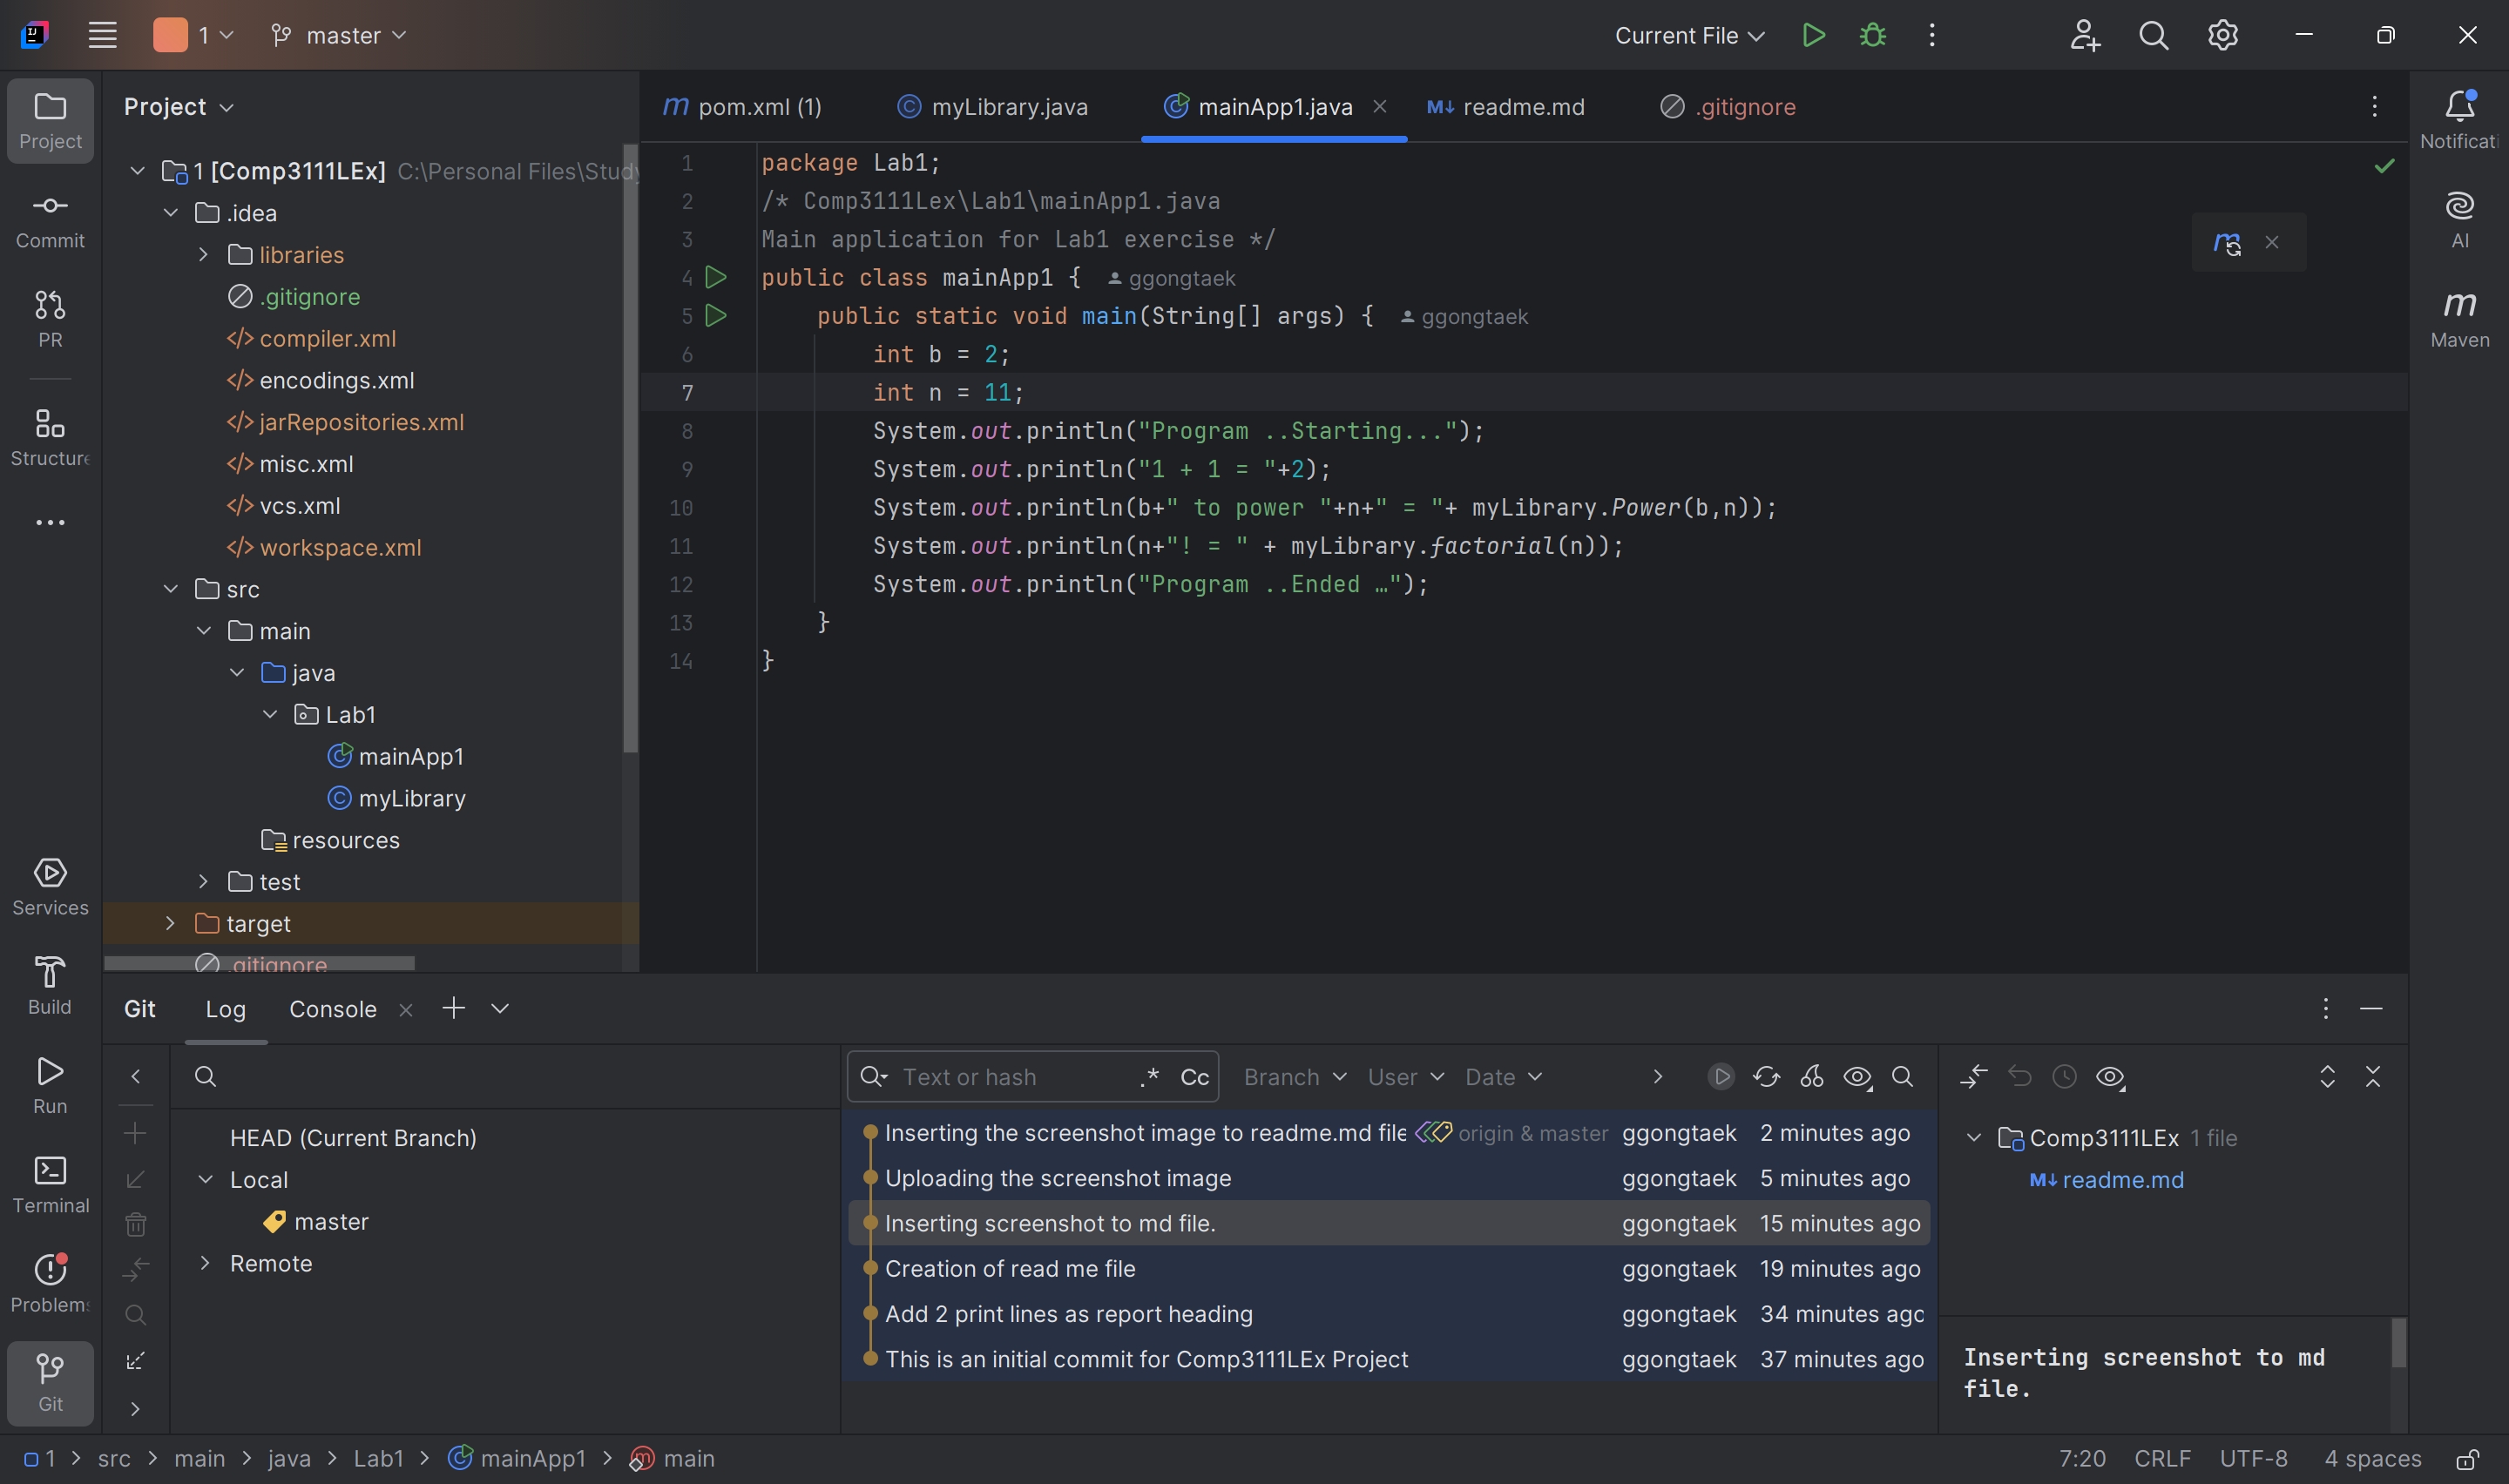 1
master
Current File
Project
Commit
PR
Structure
Services
Build
Run
Terminal
Problems
Git
Project
1 [Comp3111LEx] C:\Personal Files\Study
.idea
libraries
.gitignore
compiler.xml
encodings.xml
jarRepositories.xml
misc.xml
vcs.xml
workspace.xml
src
main
java
Lab1
mainApp1
myLibrary
resources
test
target
.gitignore
pom.xml (1)
myLibrary.java
mainApp1.java
readme.md
.gitignore
1 package Lab1;
2 /* Comp3111Lex\Lab1\mainApp1.java
3 Main application for Lab1 exercise */
4 public class mainApp1 { ggongtaek
5 public static void main(String[] args) { ggongtaek
6 int b = 2;
7 int n = 11;
8 System.out.println("Program ..Starting...");
9 System.out.println("1 + 1 = "+2);
10 System.out.println(b+" to power "+n+" = "+ myLibrary.Power(b,n));
11 System.out.println(n+"! = " + myLibrary.factorial(n));
12 System.out.println("Program ..Ended …");
13 }
14 }
Notificati
AI
Maven
Git
Log
Console
HEAD (Current Branch)
Local
master
Remote
Text or hash .* Cc
Branch
User
Date
Inserting the screenshot image to readme.md file origin & master ggongtaek 2 minutes ago
Uploading the screenshot image ggongtaek 5 minutes ago
Inserting screenshot to md file. ggongtaek 15 minutes ago
Creation of read me file ggongtaek 19 minutes ago
Add 2 print lines as report heading ggongtaek 34 minutes ago
This is an initial commit for Comp3111LEx Project ggongtaek 37 minutes ago
Comp3111LEx 1 file
readme.md
Inserting screenshot to md
file.
1 > src > main > java > Lab1 > mainApp1 > main
7:20 CRLF UTF-8 4 spaces